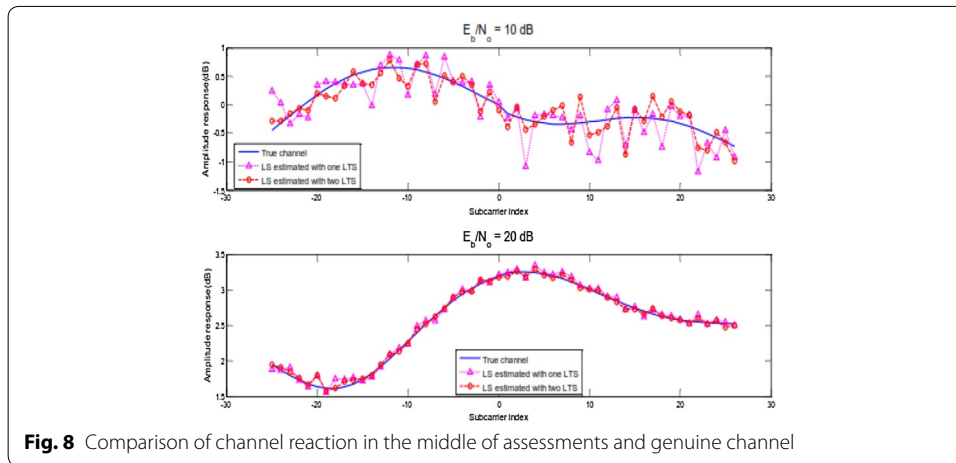 E_b/N_o = 10 dB
Amplitude response(dB)
1
0.5
0
-0.5
-1
-1.5
True channel
LS estimated with one LTS
LS estimated with two LTS
-30 -20 -10 0 10 20 30
Subcarrier Index
E_b/N_o = 20 dB
Amplitude response(dB)
3.5
3
2.5
2
1.5
True channel
LS estimated with one LTS
LS estimated with two LTS
-30 -20 -10 0 10 20 30
Subcarrier Index
Fig. 8 Comparison of channel reaction in the middle of assessments and genuine channel